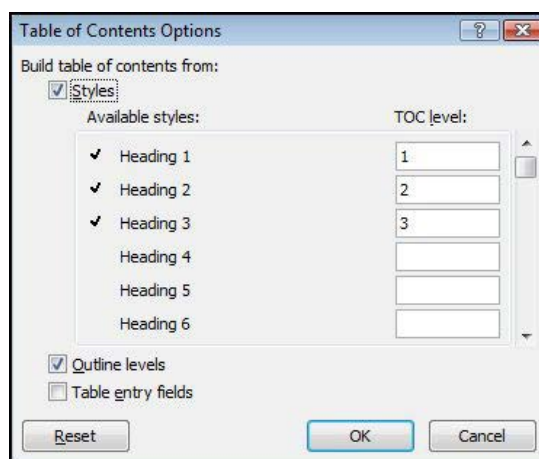 Table of Contents Options
Build table of contents from:
Styles
Available styles: TOC level:
Heading 1 1
Heading 2 2
Heading 3 3
Heading 4
Heading 5
Heading 6
Outline levels
Table entry fields
Reset OK Cancel